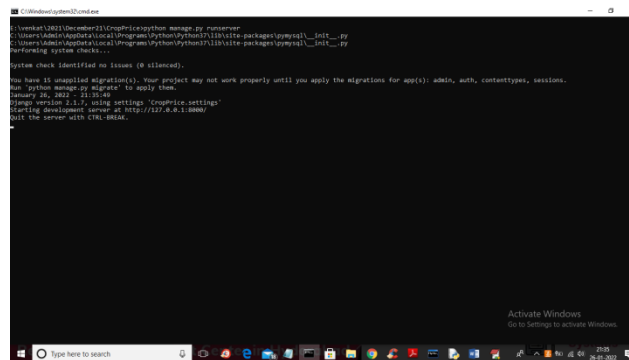 C:\Windows\system32\cmd.exe
E:\venkat\2021\December21\CropPrice>python manage.py runserver
C:\Users\Admin\AppData\Local\Programs\Python\Python37\lib\site-packages\pymysql\__init__.py
C:\Users\Admin\AppData\Local\Programs\Python\Python37\lib\site-packages\pymysql\__init__.py
Performing system checks...
System check identified no issues (0 silenced).
You have 15 unapplied migration(s). Your project may not work properly until you apply the migrations for app(s): admin, auth, contenttypes, sessions.
Run 'python manage.py migrate' to apply them.
January 26, 2022 - 21:35:49
Django version 2.1.7, using settings 'CropPrice.settings'
Starting development server at http://127.0.0.1:8000/
Quit the server with CTRL-BREAK.
Activate Windows
Go to Settings to activate Windows.
Type here to search
21:35
26-01-2022